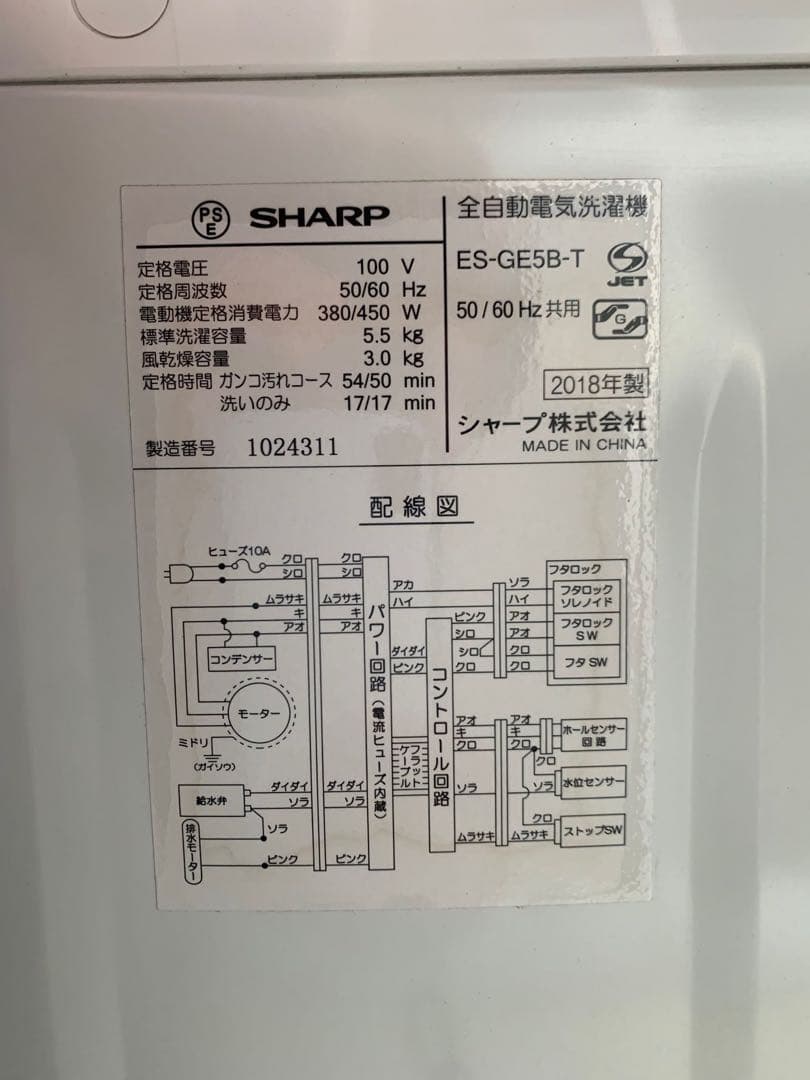 PSE SHARP
定格電圧 100 V
定格周波数 50/60 Hz
電動機定格消費電力 380/450 W
標準洗濯容量 5.5 kg
風乾燥容量 3.0 kg
定格時間 ガンコ汚れコース 54/50 min
洗いのみ 17/17 min
製造番号 1024311
全自動電気洗濯機
ES-GE5B-T
S JET
50/60 Hz共用
G
2018年製
シャープ株式会社
MADE IN CHINA
配線図
ヒューズ10A
クロ クロ
シロ シロ
ムラサキ ムラサキ
キ キ
アオ アオ
コンデンサー
モーター
ミドリ
(ガイソウ)
給水弁
ダイダイ ダイダイ
ソラ ソラ
排水モーター
ソラ
ピンク ピンク
パワー回路(電流ヒューズ内蔵)
アカ
ハイ
ダイダイ
ピンク
フラット
ケーブル
コントロール回路
ピンク
シロ
シロ
クロ
ソラ
ハイ
アオ
アオ
クロ
クロ
フタロック
フタロック
ソレノイド
フタロック
SW
フタSW
アオ アオ
キ キ
クロ クロ
ホールセンサー
回路
クロ
ソラ ソラ
水位センサー
クロ
ムラサキ ムラサキ
ストップSW